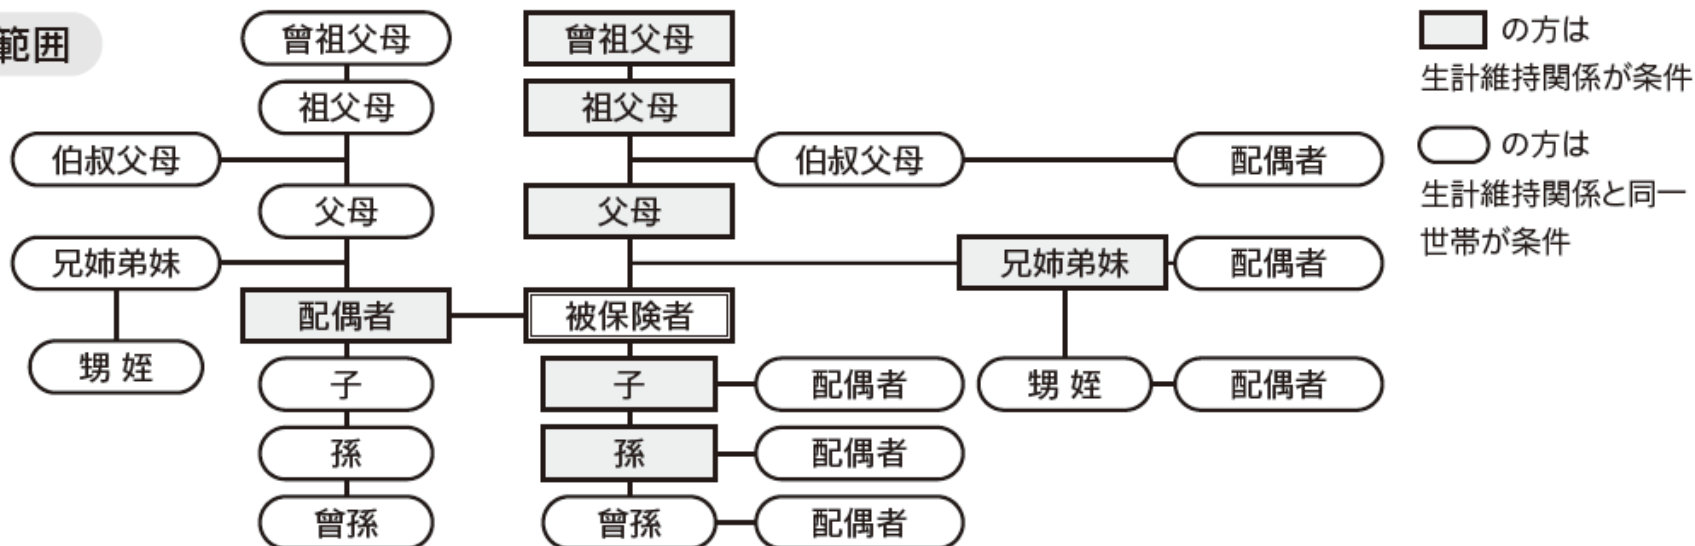 範囲
曾祖父母
曾祖父母
の方は
生計維持関係が条件
祖父母
祖父母
伯叔父母
伯叔父母
配偶者
の方は
生計維持関係と同一
世帯が条件
父母
父母
兄姉弟妹
兄姉弟妹
配偶者
配偶者
被保険者
甥 姪
子
子
配偶者
甥 姪
配偶者
孫
孫
配偶者
曾孫
曾孫
配偶者